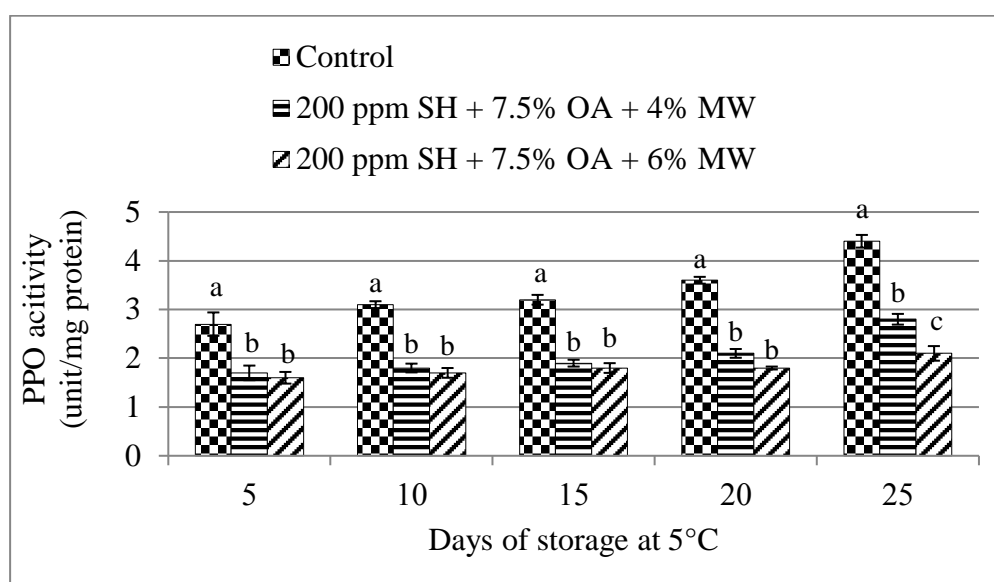 Control
200 ppm SH + 7.5% OA + 4% MW
200 ppm SH + 7.5% OA + 6% MW
PPO acitivity
(unit/mg protein)
5
4
3
2
1
0
a
b
b
a
b
b
a
b
b
a
b
b
a
b
c
5 10 15 20 25
Days of storage at 5°C